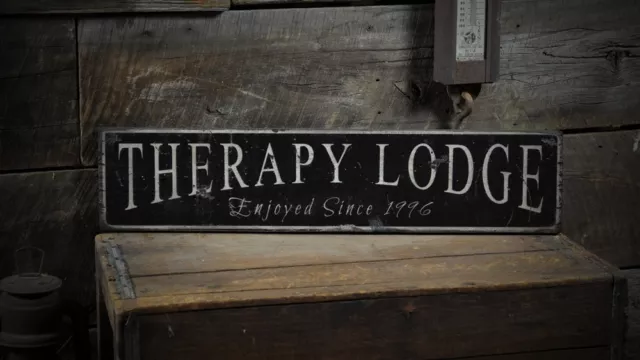 THERAPY LODGE
Enjoyed Since 1996